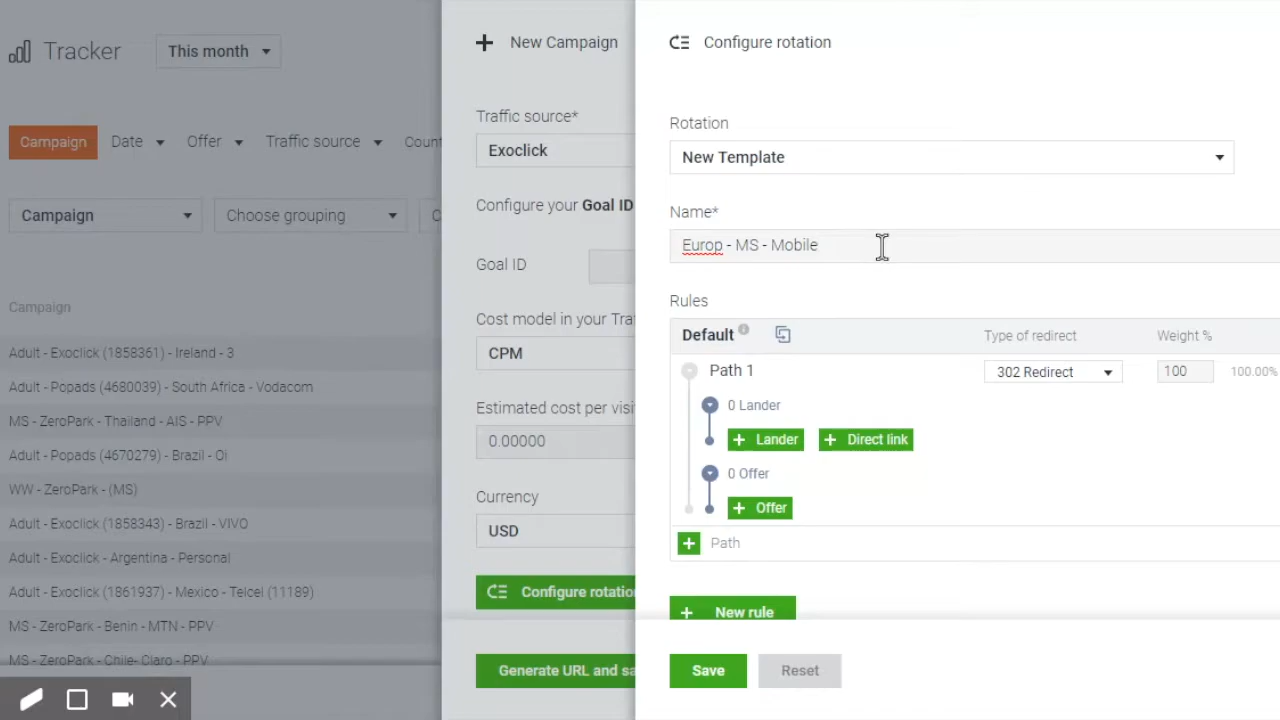 Tracker
This month
Campaign
Date
Offer
Traffic source
Campaign
Choose grouping
Campaign
Adult - Exoclick (1858361) - Ireland - 3
Adult - Popads (4680039) - South Africa - Vodacom
MS - ZeroPark - Thailand - AIS - PPV
Adult - Popads (4670279) - Brazil - Oi
WW - ZeroPark - (MS)
Adult - Exoclick (1858343) - Brazil - VIVO
Adult - Exoclick - Argentina - Personal
Adult - Exoclick (1861937) - Mexico - Telcel (11189)
MS - ZeroPark - Benin - MTN - PPV
MS - ZeroPark - Chile- Claro - PPV
New Campaign
Traffic source*
Exoclick
Configure your Goal ID
Goal ID
Cost model in your
CPM
Estimated cost per
0.00000
Currency
USD
Configure
Generate URL and
Configure rotation
Rotation
New Template
Name*
Europ - MS - Mobile
Rules
Default Type of redirect Weight %
Path 1 302 Redirect 100 100.00%
0 Lander
+ Lander + Direct link
0 Offer
+ Offer
+ Path
+ New rule
Save Reset